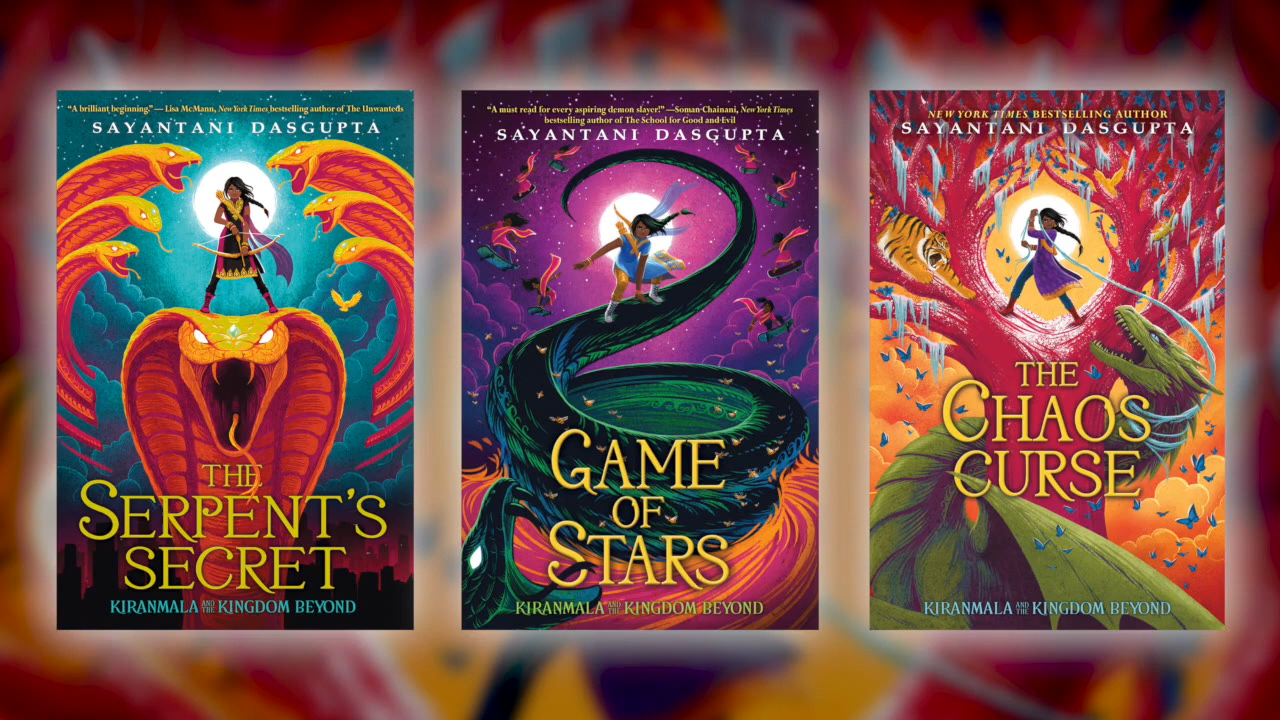 “A brilliant beginning.” — Lisa McMann, New York Times bestselling author of The Unwanteds
SAYANTANI DASGUPTA
THE
SERPENT'S
SECRET
KIRANMALA AND THE KINGDOM BEYOND
“A must read for every aspiring demon slayer!” —Soman Chainani, New York Times
bestselling author of The School for Good and Evil
SAYANTANI DASGUPTA
GAME
OF
STARS
KIRANMALA AND THE KINGDOM BEYOND
NEW YORK TIMES BESTSELLING AUTHOR
SAYANTANI DASGUPTA
THE
CHAOS
CURSE
KIRANMALA AND THE KINGDOM BEYOND